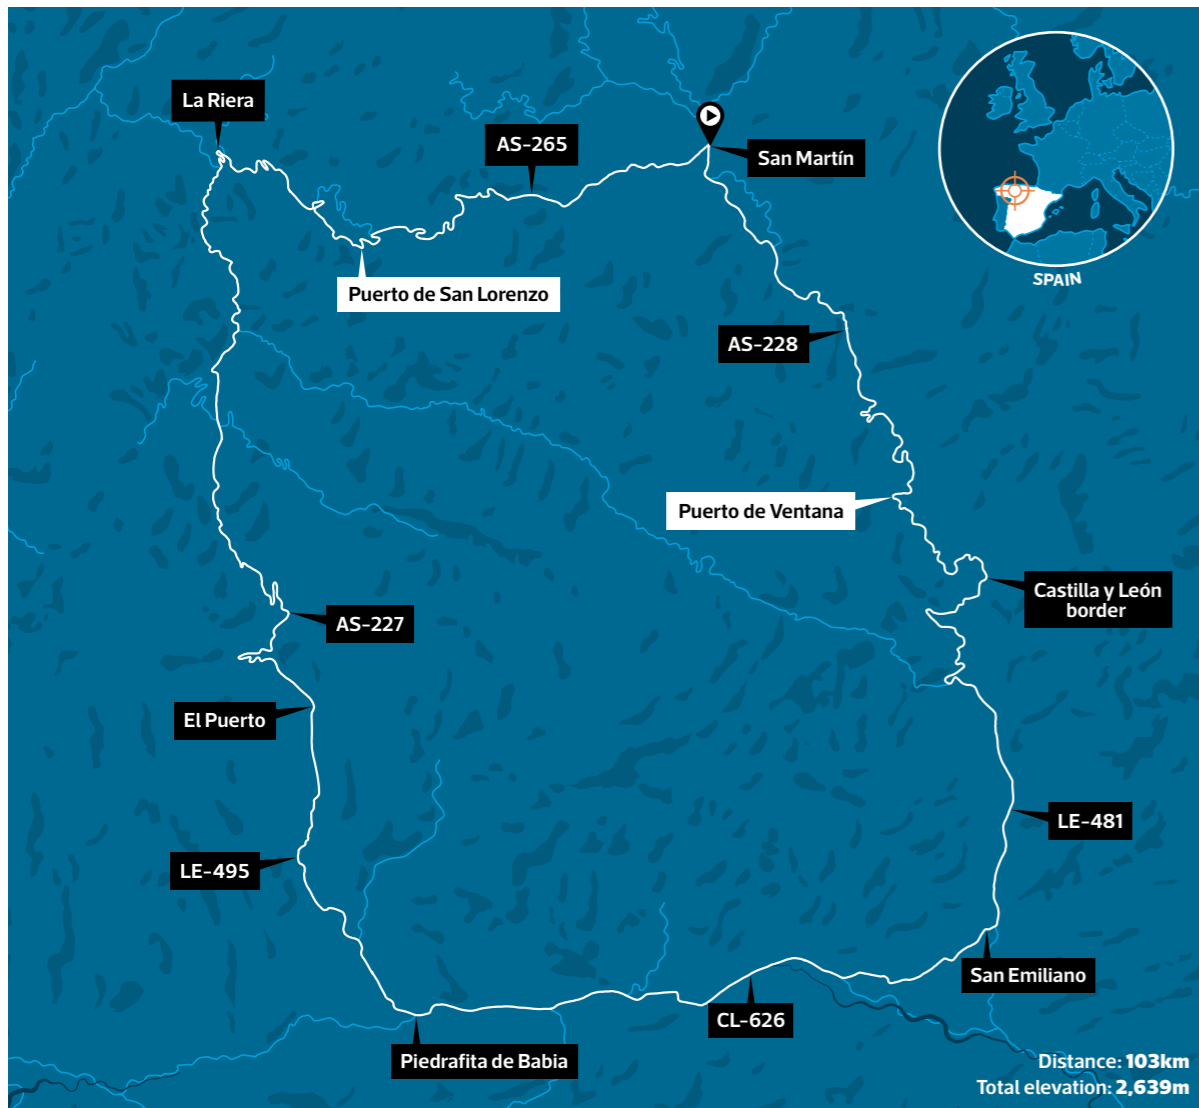 La Riera
AS-265
San Martín
SPAIN
Puerto de San Lorenzo
AS-228
Puerto de Ventana
Castilla y León
border
AS-227
El Puerto
LE-481
LE-495
San Emiliano
CL-626
Piedrafita de Babia
Distance: 103km
Total elevation: 2,639m